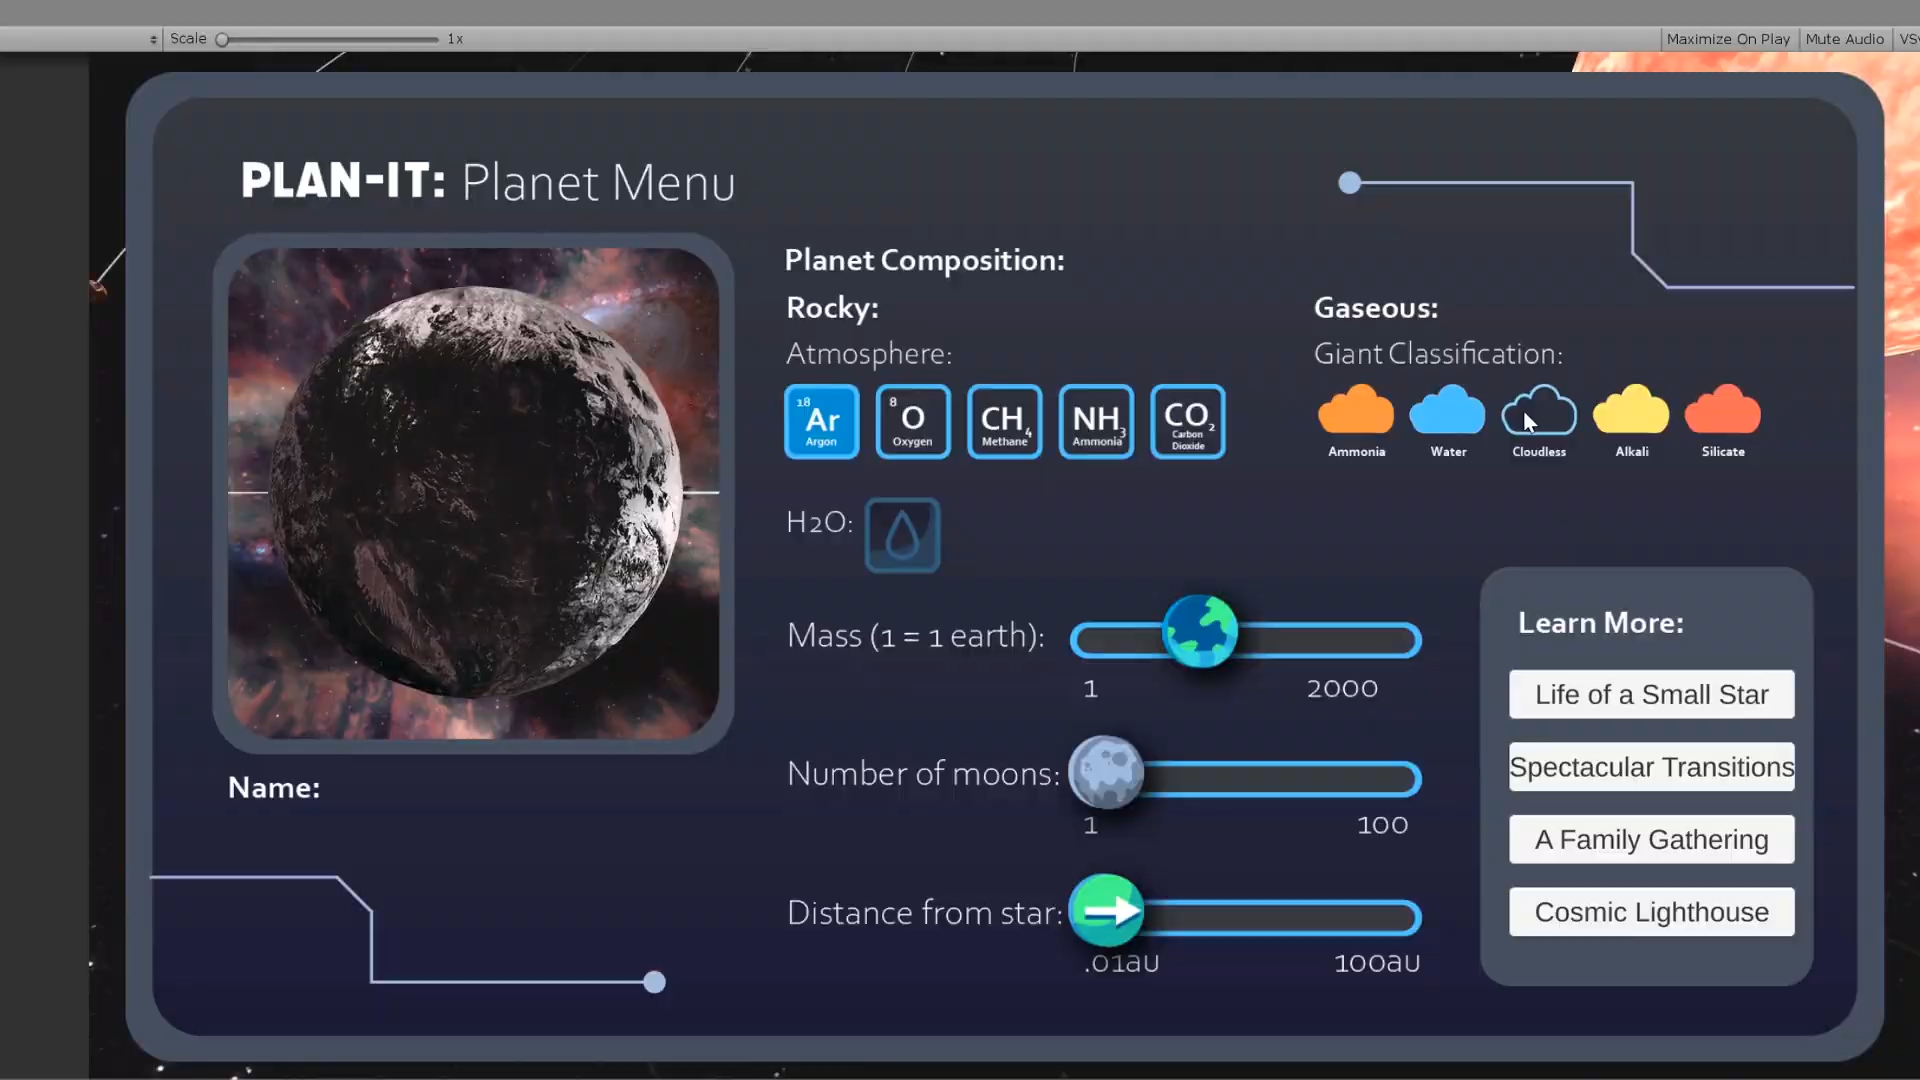 Scale 1x
Maximize On Play Mute Audio VS
PLAN-IT: Planet Menu
Planet Composition:
Rocky:
Atmosphere:
18 Ar Argon
8 O Oxygen
CH4 Methane
NH3 Ammonia
CO2 Carbon Dioxide
Gaseous:
Giant Classification:
Ammonia Water Cloudless Alkali Silicate
H2O:
Mass (1 = 1 earth):
1 2000
Number of moons:
1 100
Distance from star:
.01au 100au
Name:
Learn More:
Life of a Small Star
Spectacular Transitions
A Family Gathering
Cosmic Lighthouse